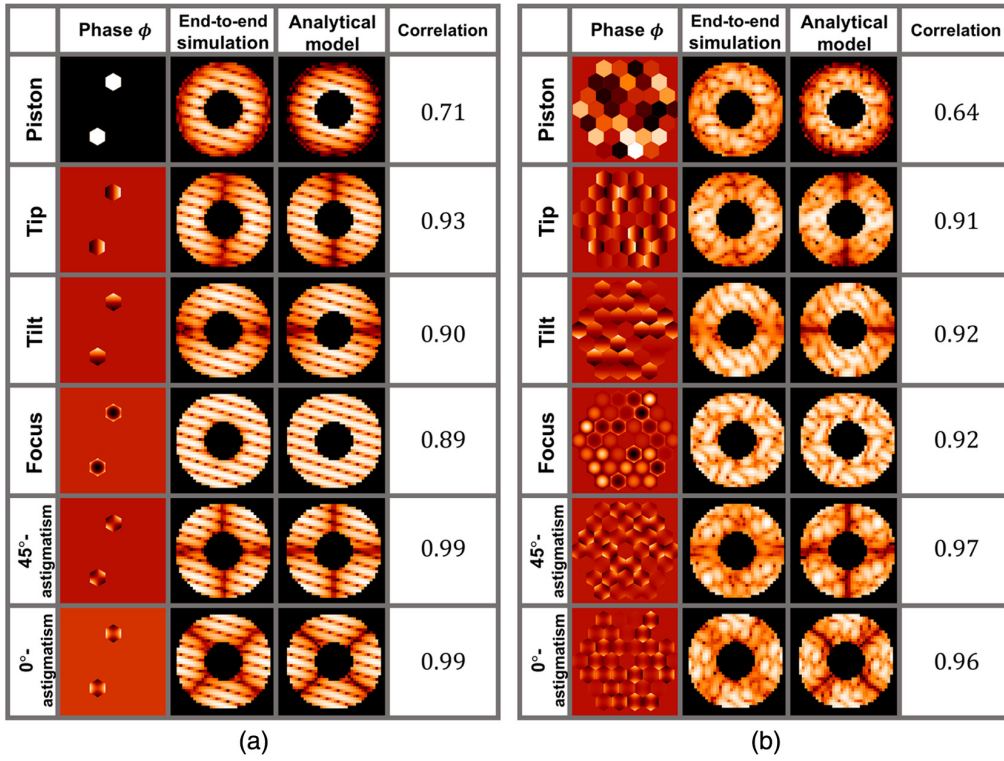 Phase ϕ
End-to-end
simulation
Analytical
model
Correlation
Piston
0.71
Tip
0.93
Tilt
0.90
Focus
0.89
45°-
astigmatism
0.99
0°-
astigmatism
0.99
(a)
Phase ϕ
End-to-end
simulation
Analytical
model
Correlation
Piston
0.64
Tip
0.91
Tilt
0.92
Focus
0.92
45°-
astigmatism
0.97
0°-
astigmatism
0.96
(b)